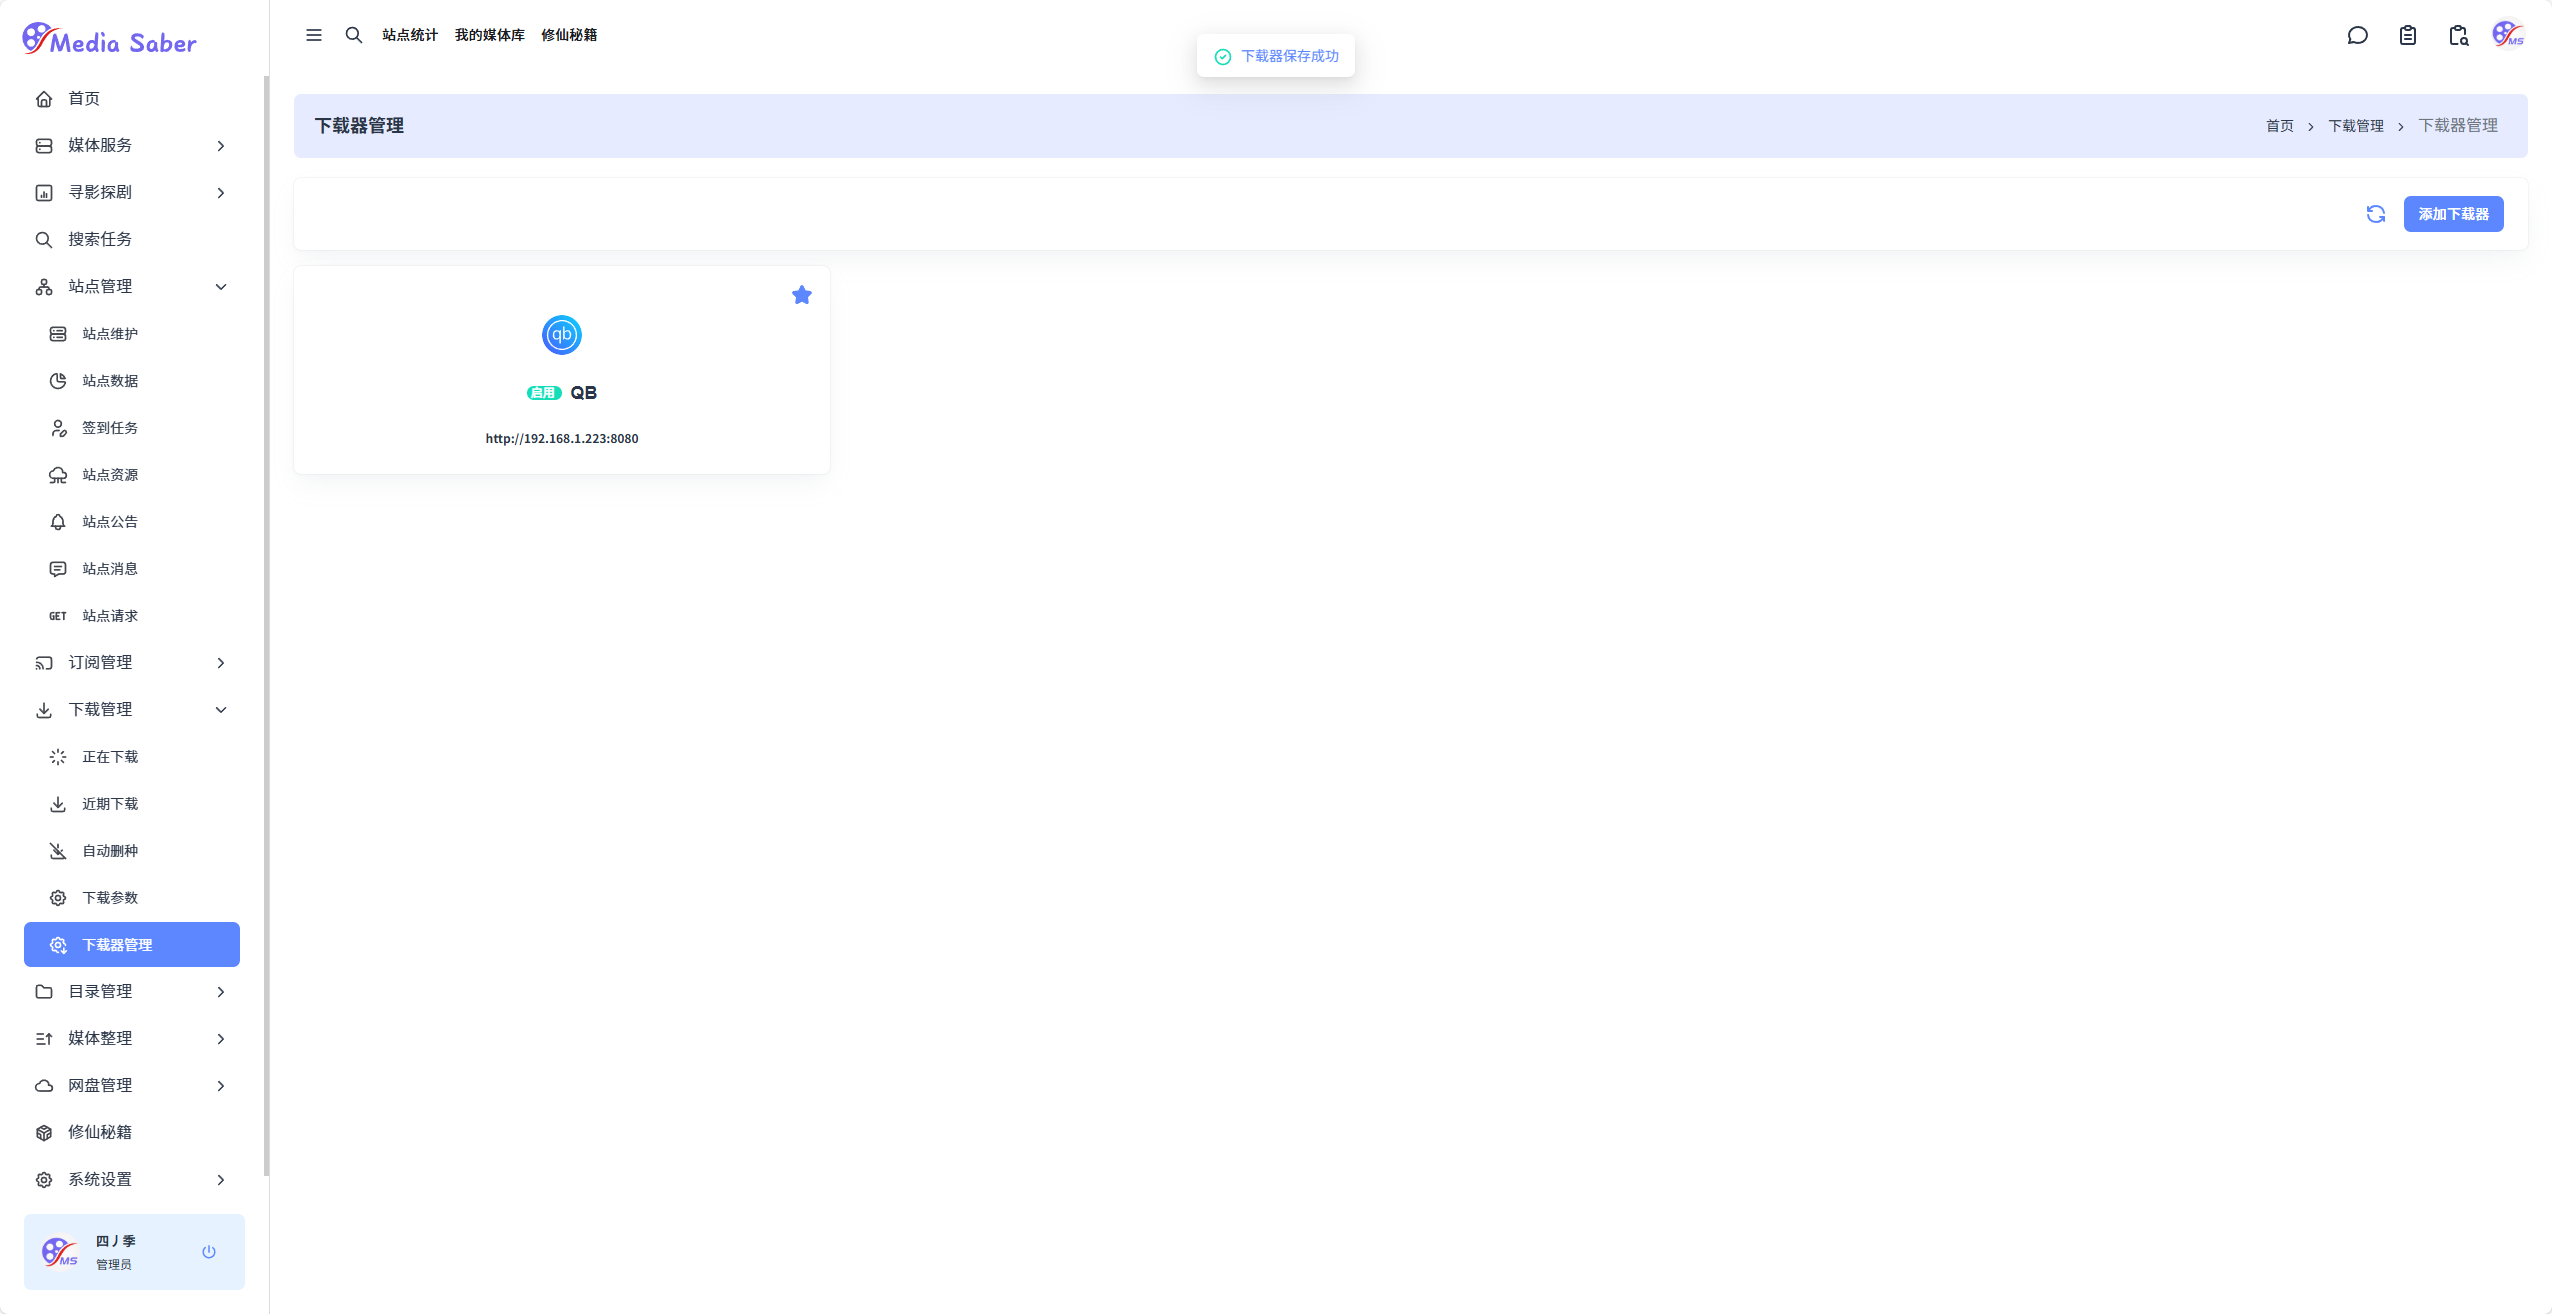 Media Saber
首页
媒体服务
寻影探剧
搜索任务
站点管理
站点维护
站点数据
签到任务
站点资源
站点公告
站点消息
GET 站点请求
订阅管理
下载管理
正在下载
近期下载
自动删种
下载参数
下载器管理
目录管理
媒体整理
网盘管理
修仙秘籍
系统设置
MS
四丿季
管理员
站点统计 我的媒体库 修仙秘籍
下载器保存成功
MS
下载器管理
首页 > 下载管理 > 下载器管理
添加下载器
qb
启用 QB
http://192.168.1.223:8080